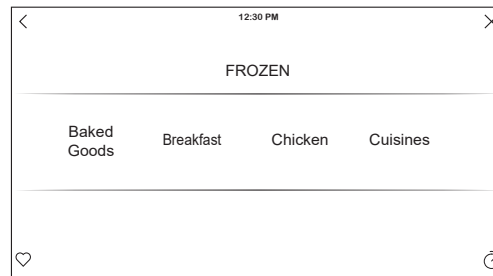 12:30 PM
FROZEN
Baked
Goods
Breakfast
Chicken
Cuisines